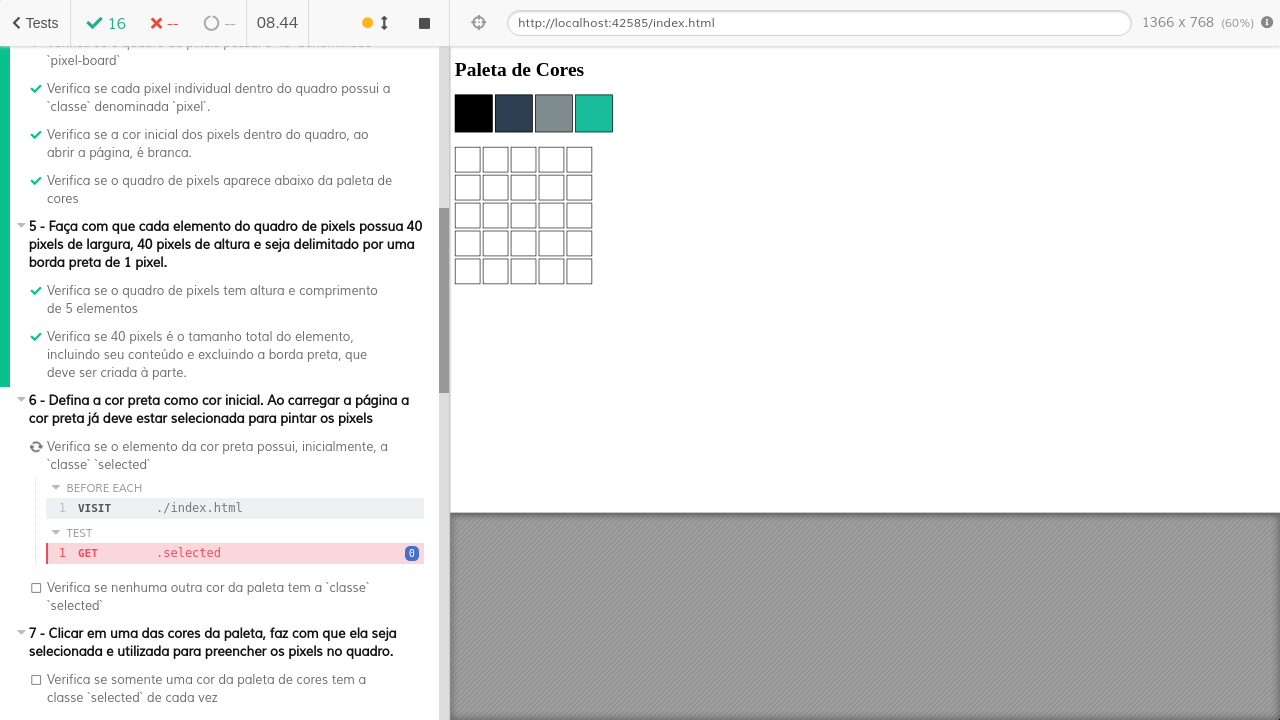 Tests 16 -- -- 08.44 http://localhost:42585/index.html 1366 x 768 (60%)
`pixel-board`
Verifica se cada pixel individual dentro do quadro possui a
`classe` denominada `pixel`.
Verifica se a cor inicial dos pixels dentro do quadro, ao
abrir a página, é branca.
Verifica se o quadro de pixels aparece abaixo da paleta de
cores
5 - Faça com que cada elemento do quadro de pixels possua 40
pixels de largura, 40 pixels de altura e seja delimitado por uma
borda preta de 1 pixel.
Verifica se o quadro de pixels tem altura e comprimento
de 5 elementos
Verifica se 40 pixels é o tamanho total do elemento,
incluindo seu conteúdo e excluindo a borda preta, que
deve ser criada à parte.
6 - Defina a cor preta como cor inicial. Ao carregar a página a
cor preta já deve estar selecionada para pintar os pixels
Verifica se o elemento da cor preta possui, inicialmente, a
`classe` `selected`
BEFORE EACH
1 VISIT ./index.html
TEST
1 GET .selected 0
Verifica se nenhuma outra cor da paleta tem a `classe`
`selected`
7 - Clicar em uma das cores da paleta, faz com que ela seja
selecionada e utilizada para preencher os pixels no quadro.
Verifica se somente uma cor da paleta de cores tem a
classe `selected` de cada vez
Paleta de Cores